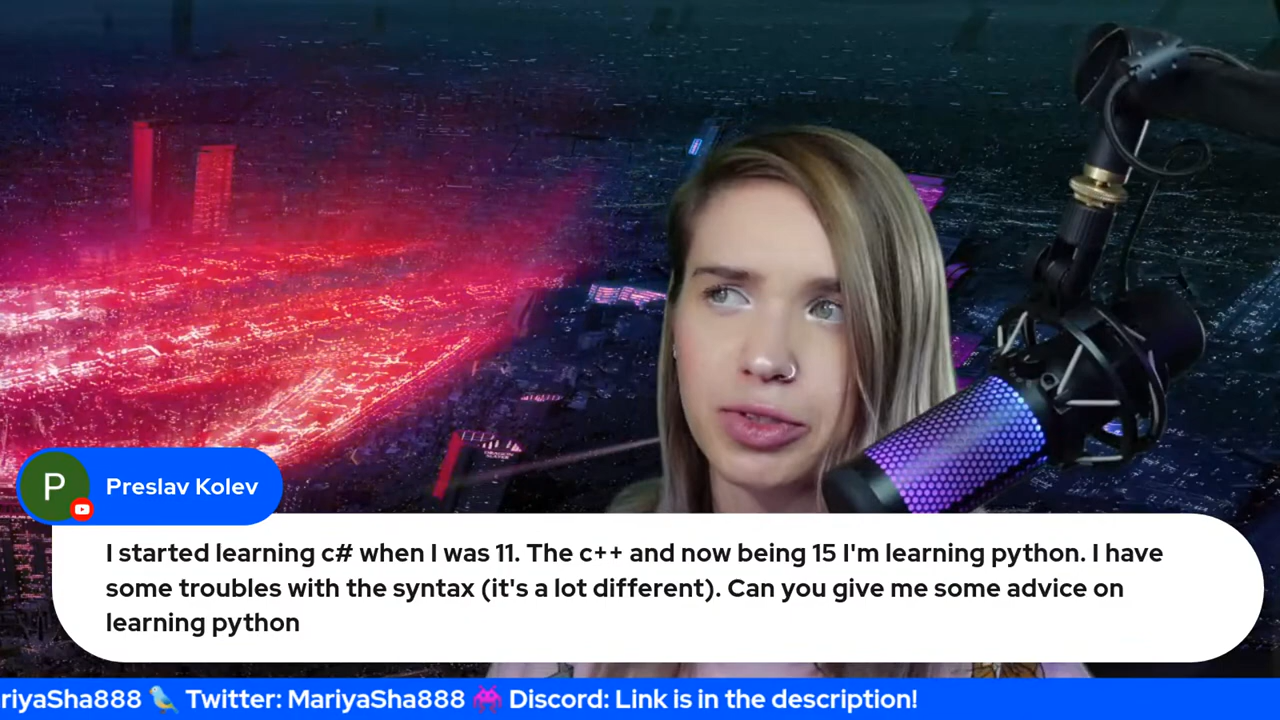 P
Preslav Kolev
I started learning c# when I was 11. The c++ and now being 15 I'm learning python. I have
some troubles with the syntax (it's a lot different). Can you give me some advice on
learning python
riyaSha888 🐦 Twitter: MariyaSha888 👾 Discord: Link is in the description!